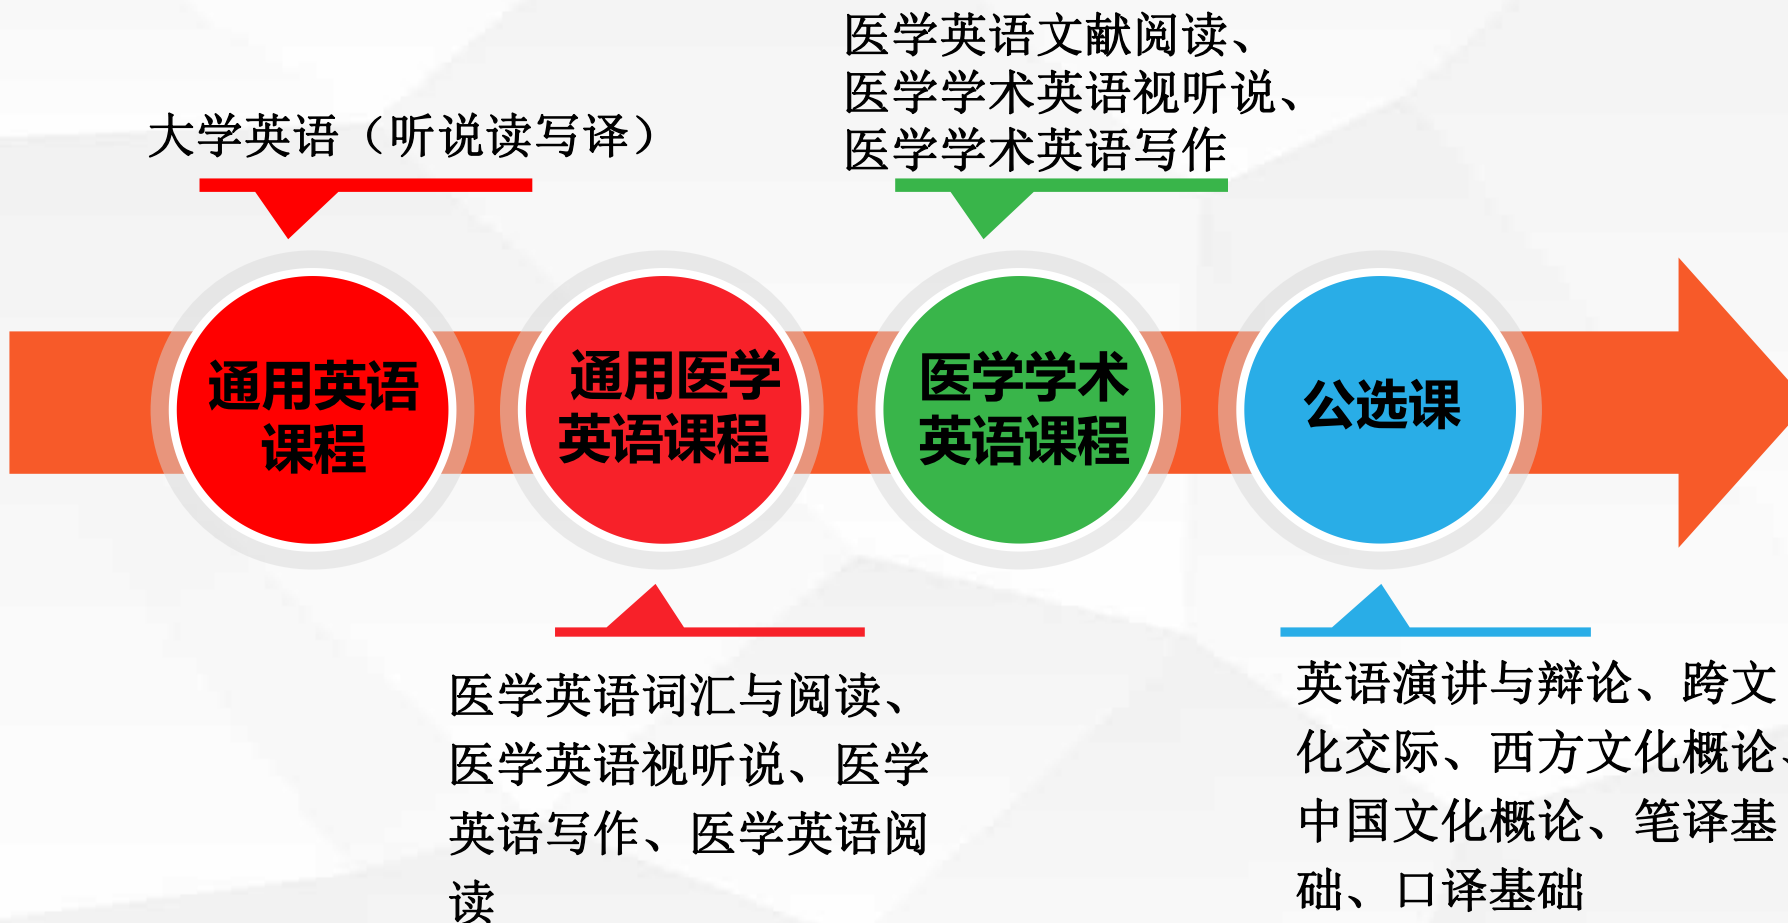 大学英语（听说读写译）
医学英语文献阅读、
医学学术英语视听说、
医学学术英语写作
通用英语
课程
通用医学
英语课程
医学学术
英语课程
公选课
医学英语词汇与阅读、
医学英语视听说、医学
英语写作、医学英语阅
读
英语演讲与辩论、跨文
化交际、西方文化概论、
中国文化概论、笔译基
础、口译基础